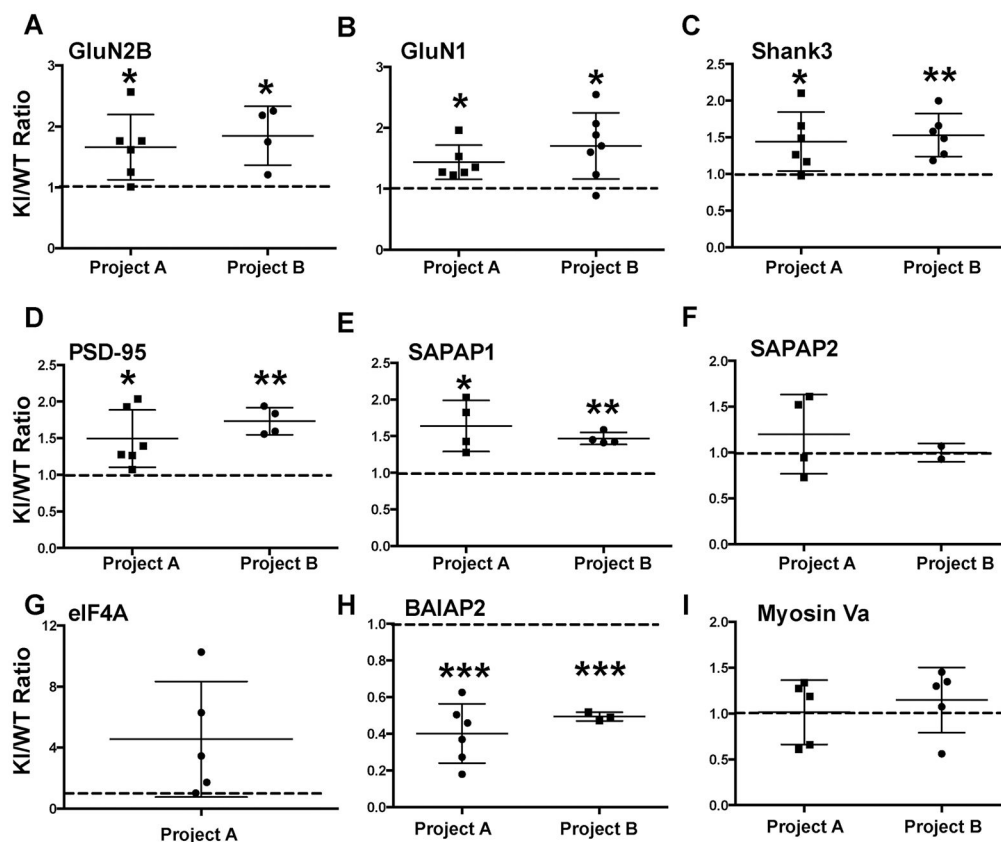 A
GluN2B
KI/WT Ratio
3
2
1
0
*
*
Project A
Project B
B
GluN1
3
2
1
0
*
*
Project A
Project B
C
Shank3
2.5
2.0
1.5
1.0
0.5
0.0
*
**
Project A
Project B
D
PSD-95
KI/WT Ratio
2.5
2.0
1.5
1.0
0.5
0.0
*
**
Project A
Project B
E
SAPAP1
2.5
2.0
1.5
1.0
0.5
0.0
*
**
Project A
Project B
F
SAPAP2
2.0
1.5
1.0
0.5
0.0
Project A
Project B
G
eIF4A
KI/WT Ratio
12
8
4
0
Project A
H
BAIAP2
1.0
0.8
0.6
0.4
0.2
0.0
***
***
Project A
Project B
I
Myosin Va
2.0
1.5
1.0
0.5
0.0
Project A
Project B